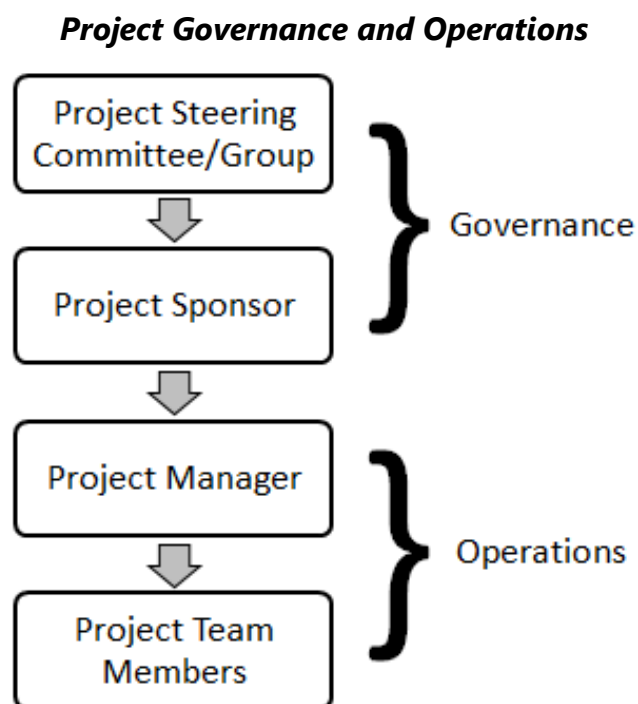 Project Governance and Operations
Project Steering
Committee/Group
Governance
Project Sponsor
Project Manager
Operations
Project Team
Members